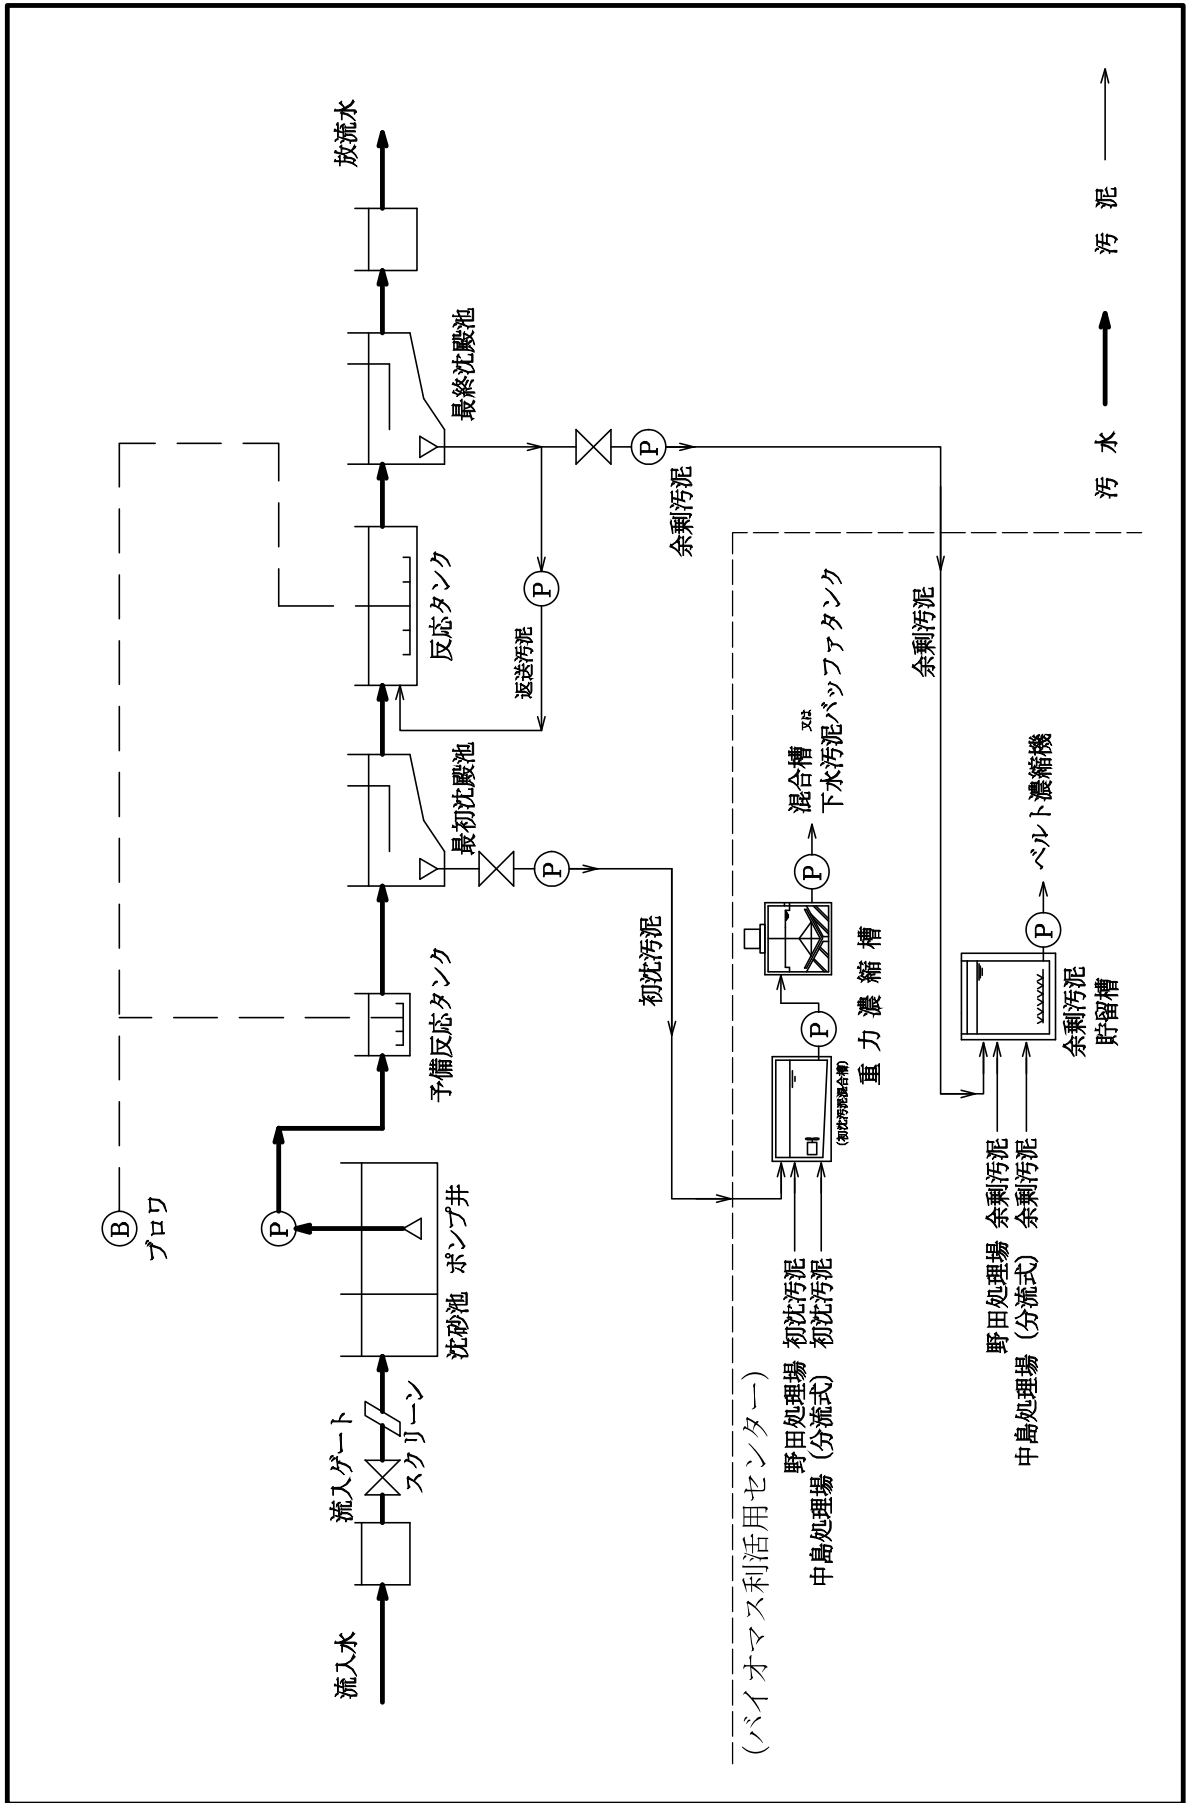 流入水
流入ゲート
スクリーン
沈砂池 ポンプ井
P
B
ブロワ
予備反応タンク
最初沈殿池
P
反応タンク
返送汚泥
P
最終沈殿池
P
余剰汚泥
放流水
初沈汚泥
(バイオマス利活用センター)
野田処理場 初沈汚泥
中島処理場 (分流式) 初沈汚泥
(初沈汚泥混合槽)
P
重力濃縮槽
P
混合槽 又は
下水汚泥バッファタンク
余剰汚泥
野田処理場 余剰汚泥
中島処理場 (分流式) 余剰汚泥
余剰汚泥
貯留槽
P
ベルト濃縮機
汚水
汚泥